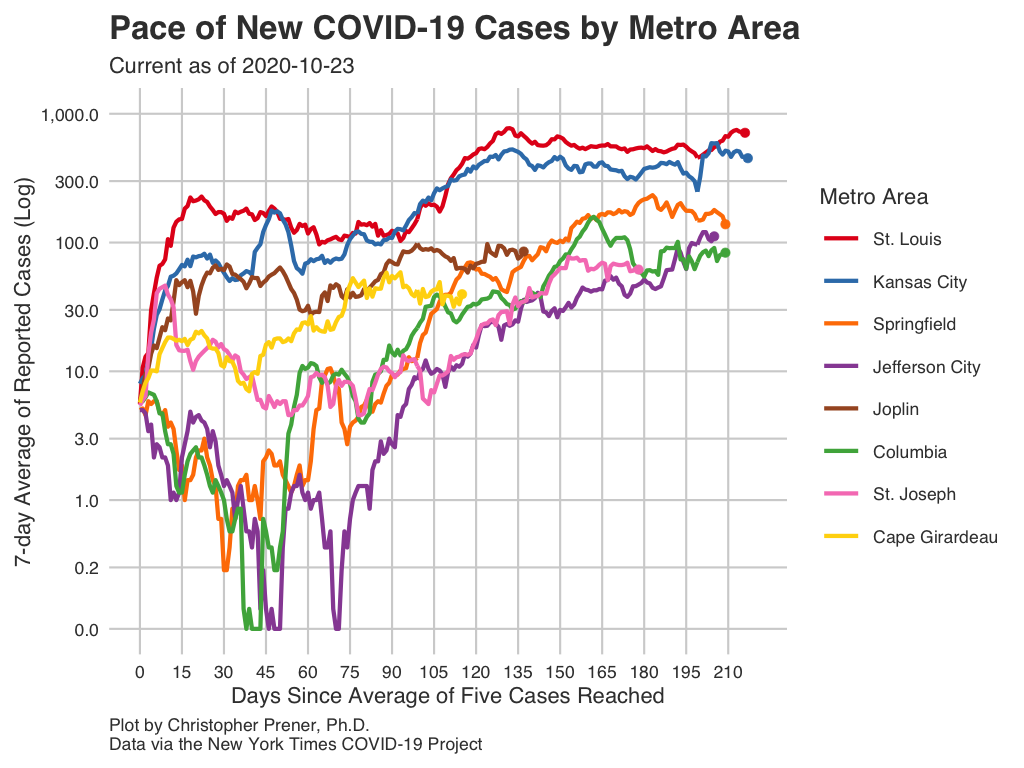 Pace of New COVID-19 Cases by Metro Area
Current as of 2020-10-23
7-day Average of Reported Cases (Log)
1,000.0
300.0
100.0
30.0
10.0
3.0
1.0
0.2
0.0
0 15 30 45 60 75 90 105 120 135 150 165 180 195 210
Days Since Average of Five Cases Reached
Metro Area
St. Louis
Kansas City
Springfield
Jefferson City
Joplin
Columbia
St. Joseph
Cape Girardeau
Plot by Christopher Prener, Ph.D.
Data via the New York Times COVID-19 Project